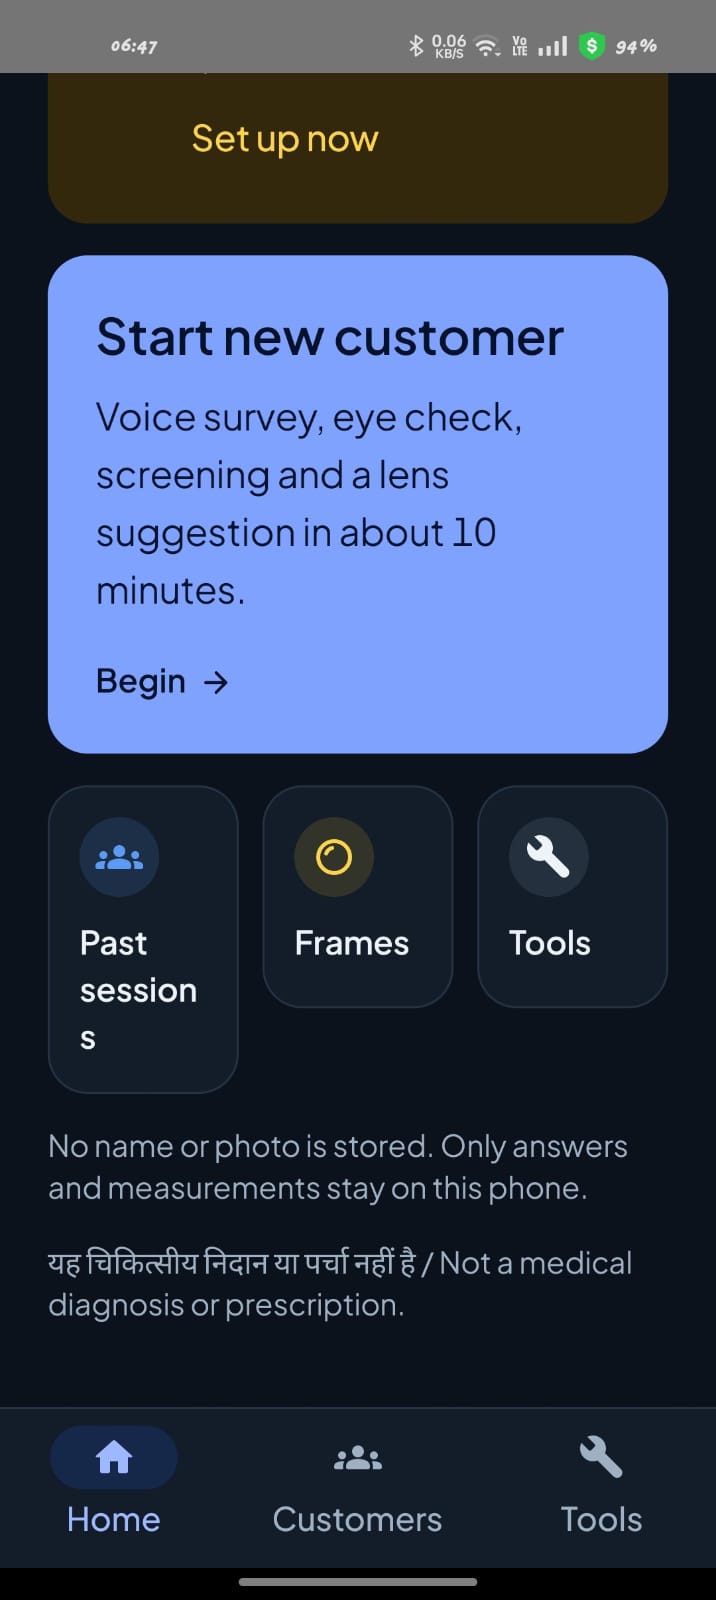 06:47
0.06 KB/S
Vo LTE
94%
Set up now
Start new customer
Voice survey, eye check,
screening and a lens
suggestion in about 10
minutes.
Begin →
Past
session
s
Frames
Tools
No name or photo is stored. Only answers
and measurements stay on this phone.
यह चिकित्सीय निदान या पर्चा नहीं है / Not a medical
diagnosis or prescription.
Home
Customers
Tools